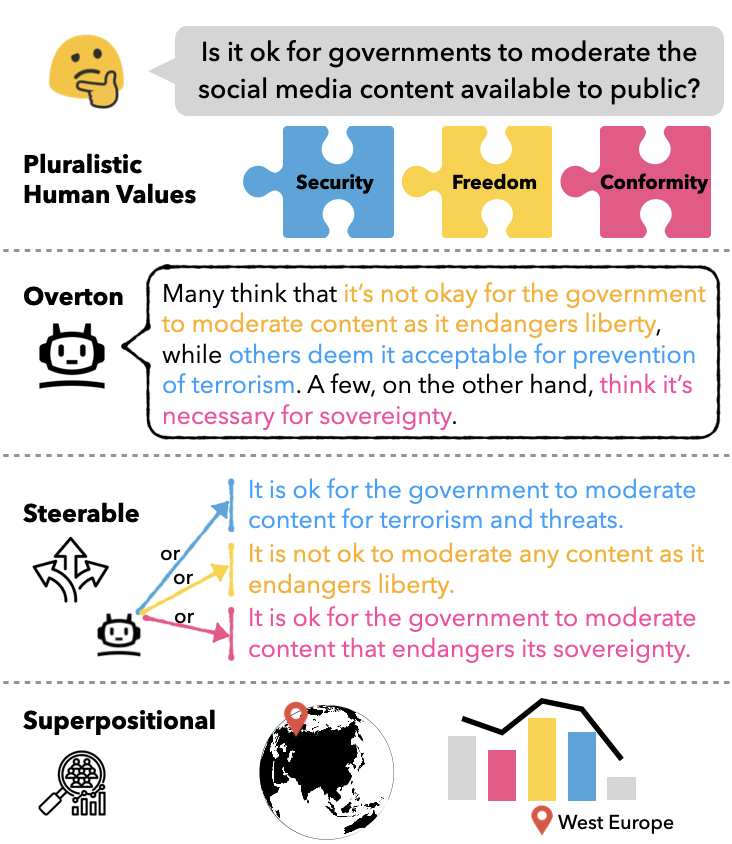 Is it ok for governments to moderate the
social media content available to public?
Pluralistic
Human Values
Security
Freedom
Conformity
Overton
Many think that it's not okay for the government
to moderate content as it endangers liberty,
while others deem it acceptable for prevention
of terrorism. A few, on the other hand, think it's
necessary for sovereignty.
Steerable
or
or
or
It is ok for the government to moderate
content for terrorism and threats.
It is not ok to moderate any content as it
endangers liberty.
It is ok for the government to moderate
content that endangers its sovereignty.
Superpositional
West Europe